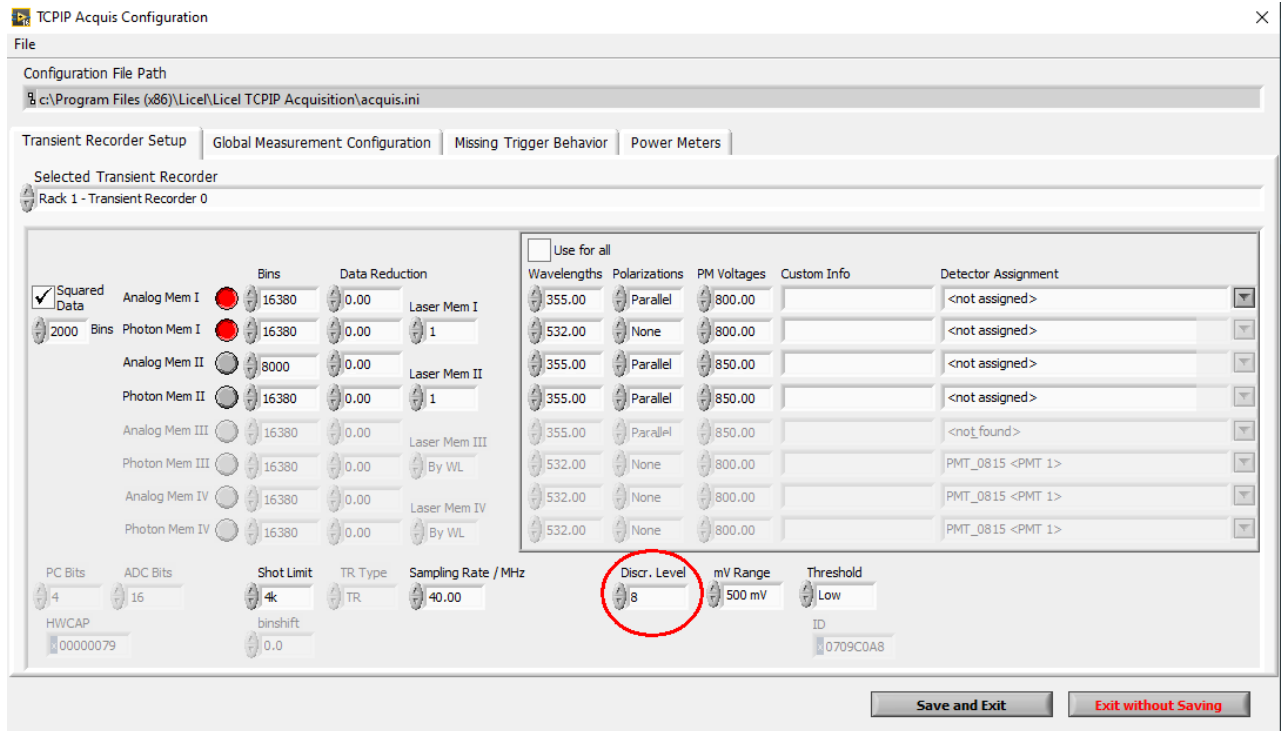 TCPIP Acquis Configuration
File
Configuration File Path
c:\Program Files (x86)\Licel\Licel TCPIP Acquisition\acquis.ini
Transient Recorder Setup Global Measurement Configuration Missing Trigger Behavior Power Meters
Selected Transient Recorder
Rack 1 - Transient Recorder 0
Use for all
Bins Data Reduction Wavelengths Polarizations PM Voltages Custom Info Detector Assignment
Squared Data Analog Mem I 16380 0.00 Laser Mem I 355.00 Parallel 800.00 <not assigned>
2000 Bins Photon Mem I 16380 0.00 1 532.00 None 800.00 <not assigned>
Analog Mem II 8000 0.00 Laser Mem II 355.00 Parallel 850.00 <not assigned>
Photon Mem II 16380 0.00 1 355.00 Parallel 850.00 <not assigned>
Analog Mem III 16380 0.00 Laser Mem III 355.00 Parallel 850.00 <not found>
Photon Mem III 16380 0.00 By WL 532.00 None 800.00 PMT_0815 <PMT 1>
Analog Mem IV 16380 0.00 Laser Mem IV 532.00 None 800.00 PMT_0815 <PMT 1>
Photon Mem IV 16380 0.00 By WL 532.00 None 800.00 PMT_0815 <PMT 1>
PC Bits ADC Bits Shot Limit TR Type Sampling Rate / MHz Discr. Level mV Range Threshold
4 16 4k TR 40.00 8 500 mV Low
HWCAP binshift ID
x 00000079 0.0 x 0709C0A8
Save and Exit Exit without Saving